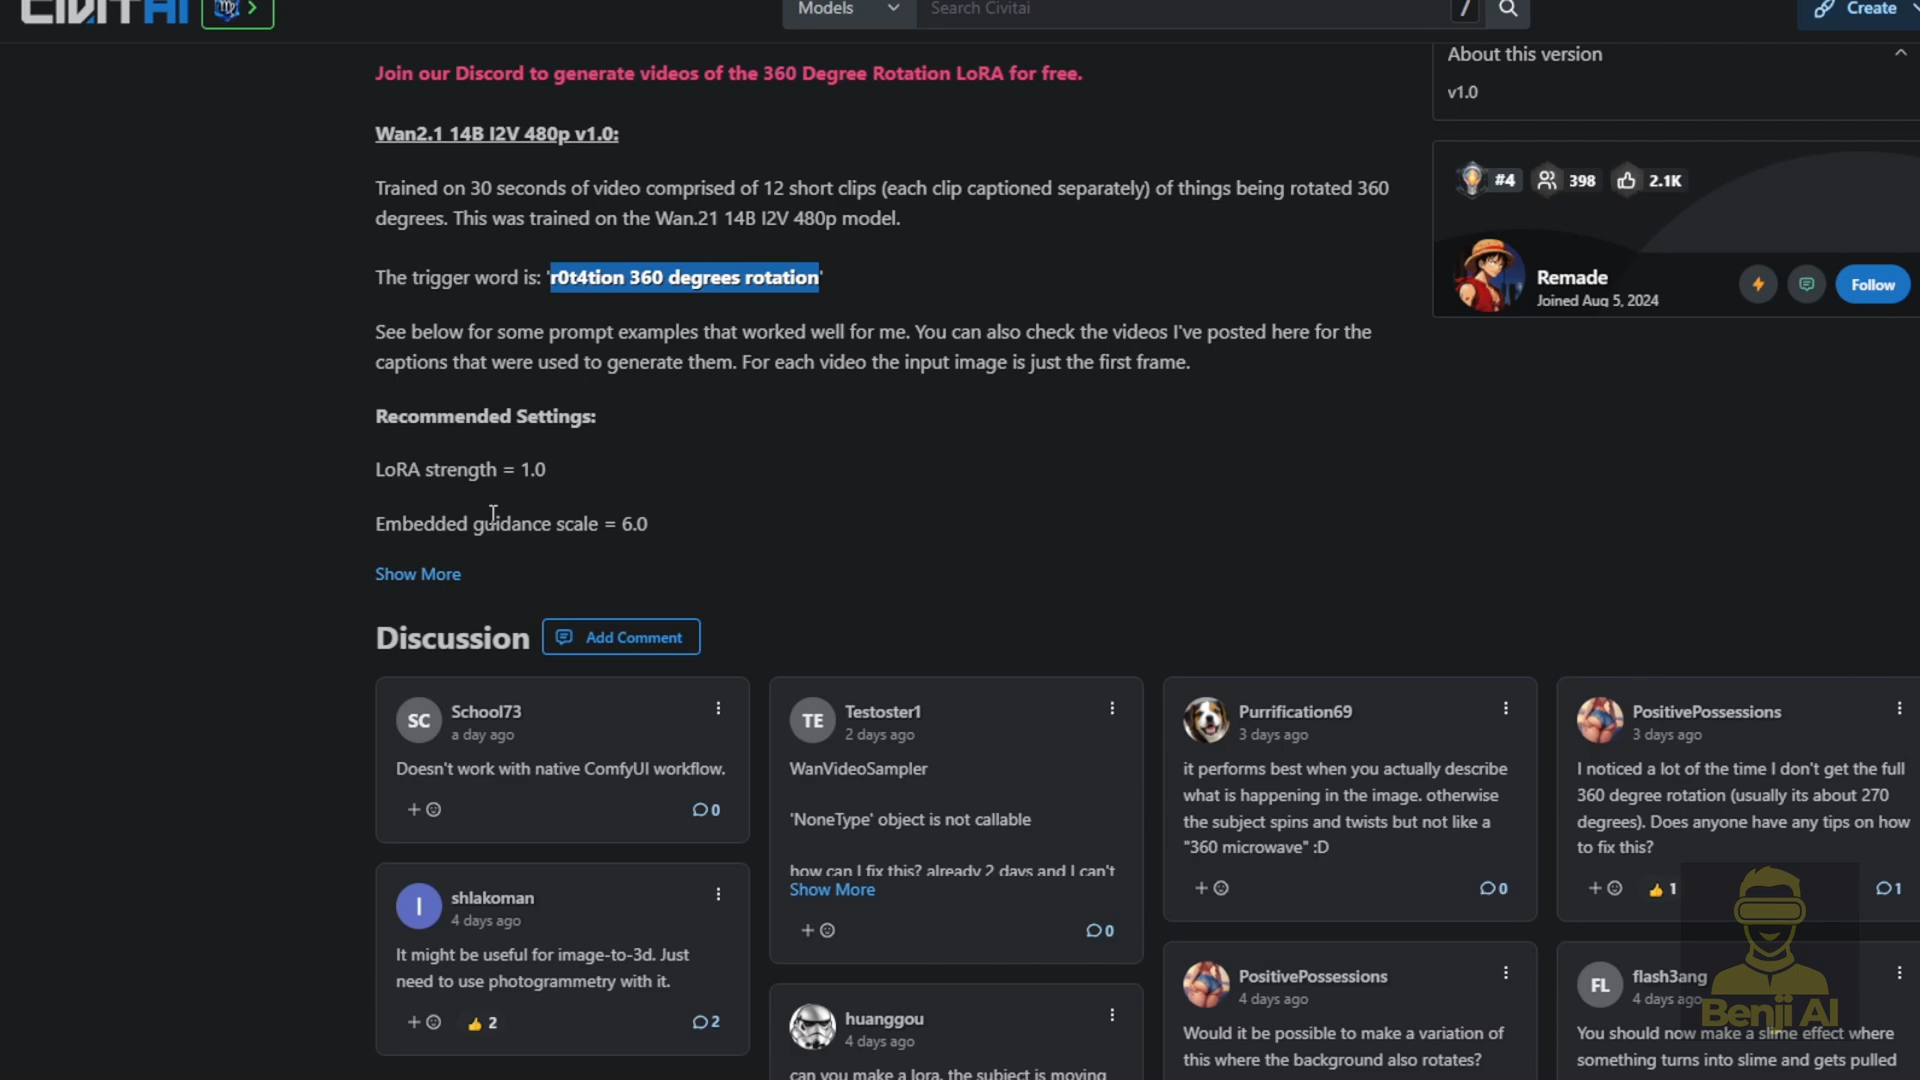 CIVITAI
Models
Search Civitai
/
Create
Join our Discord to generate videos of the 360 Degree Rotation LoRA for free.
Wan2.1 14B I2V 480p v1.0:
Trained on 30 seconds of video comprised of 12 short clips (each clip captioned separately) of things being rotated 360
degrees. This was trained on the Wan.21 14B I2V 480p model.
The trigger word is: 'r0t4tion 360 degrees rotation'
See below for some prompt examples that worked well for me. You can also check the videos I've posted here for the
captions that were used to generate them. For each video the input image is just the first frame.
Recommended Settings:
LoRA strength = 1.0
Embedded guidance scale = 6.0
Show More
About this version
v1.0
#4 398 2.1K
Remade
Joined Aug 5, 2024
Follow
Discussion
Add Comment
SC
School73
a day ago
Doesn't work with native ComfyUI workflow.
0
I
shlakoman
4 days ago
It might be useful for image-to-3d. Just
need to use photogrammetry with it.
2
2
TE
Testoster1
2 days ago
WanVideoSampler
'NoneType' object is not callable
how can I fix this? already 2 days and I can't
Show More
0
huanggou
4 days ago
can you make a lora, the subject is moving
Purrification69
3 days ago
it performs best when you actually describe
what is happening in the image. otherwise
the subject spins and twists but not like a
"360 microwave" :D
0
PositivePossessions
4 days ago
Would it be possible to make a variation of
this where the background also rotates?
PositivePossessions
3 days ago
I noticed a lot of the time I don't get the full
360 degree rotation (usually its about 270
degrees). Does anyone have any tips on how
to fix this?
1
1
FL
flash3ang
4 days ago
You should now make a slime effect where
something turns into slime and gets pulled
Benji AI